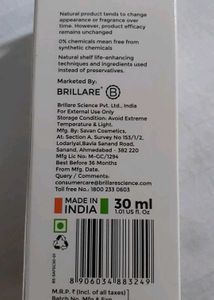 Natural product tends to change
appearance or fragrance over
time. However, product efficacy
remains unchanged
0% chemicals mean free from
synthetic chemicals
Natural shelf life-enhancing
techniques and ingredients used
instead of preservatives.
Marketed By:
BRILLARE® B
Brillare Science Pvt. Ltd., India
For External Use Only
Storage Condition: Avoid Extreme
Temperature & Light.
Mfg. By: Savan Cosmetics,
At: Section A, Survey No 153/1/2,
Lodariyal, Bavla Sanand Road,
Sanand, Ahmedabad - 382 220
Mfg Lic No: M-GC/1294
Best Before 36 Months
From Mfg. Date.
Query / Comments:
consumercare@brillarescience.com
Toll free No.: 1800 233 0603
MADE IN
INDIA
30 ml
1.01 US fl. Oz
8 906034 883249
M.R.P. ₹ (Incl. of all taxes)